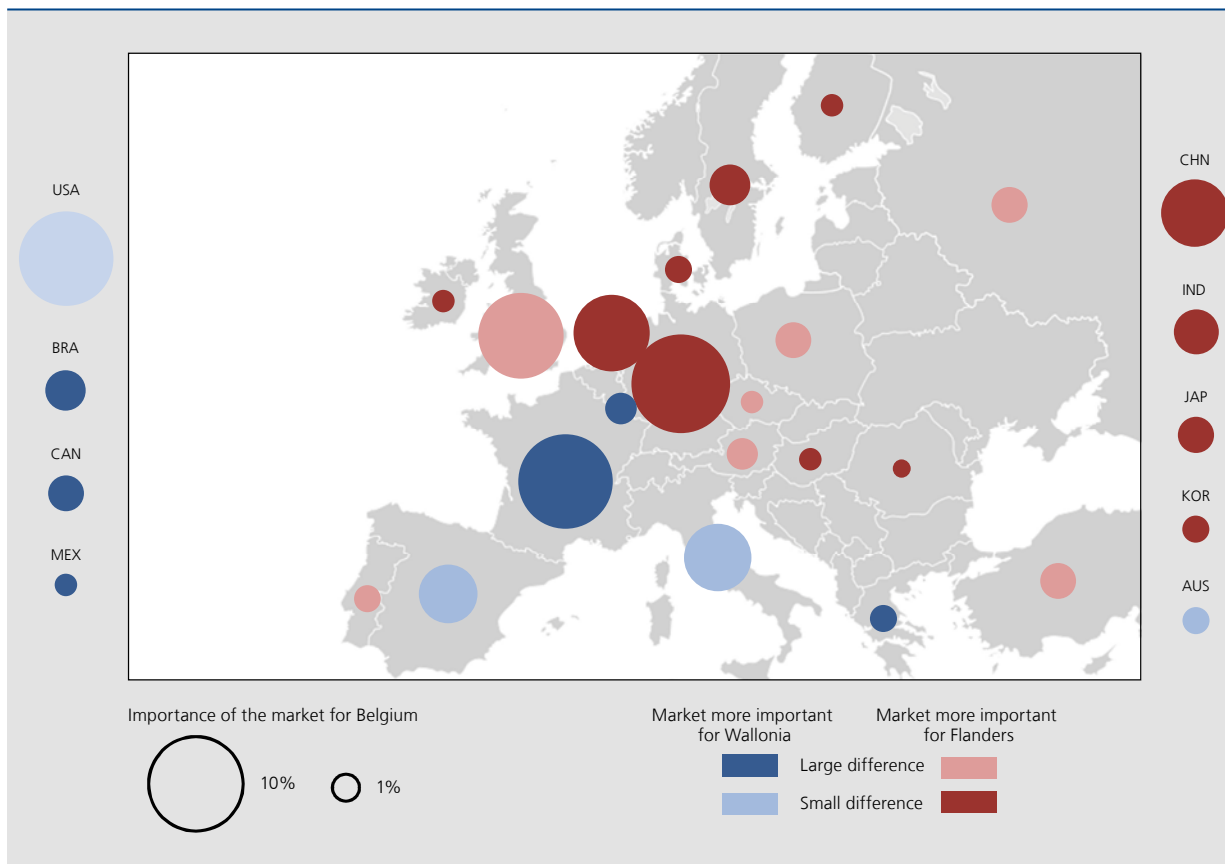 USA
BRA
CAN
MEX
CHN
IND
JAP
KOR
AUS
Importance of the market for Belgium
10%
1%
Market more important
for Wallonia
Market more important
for Flanders
Large difference
Small difference